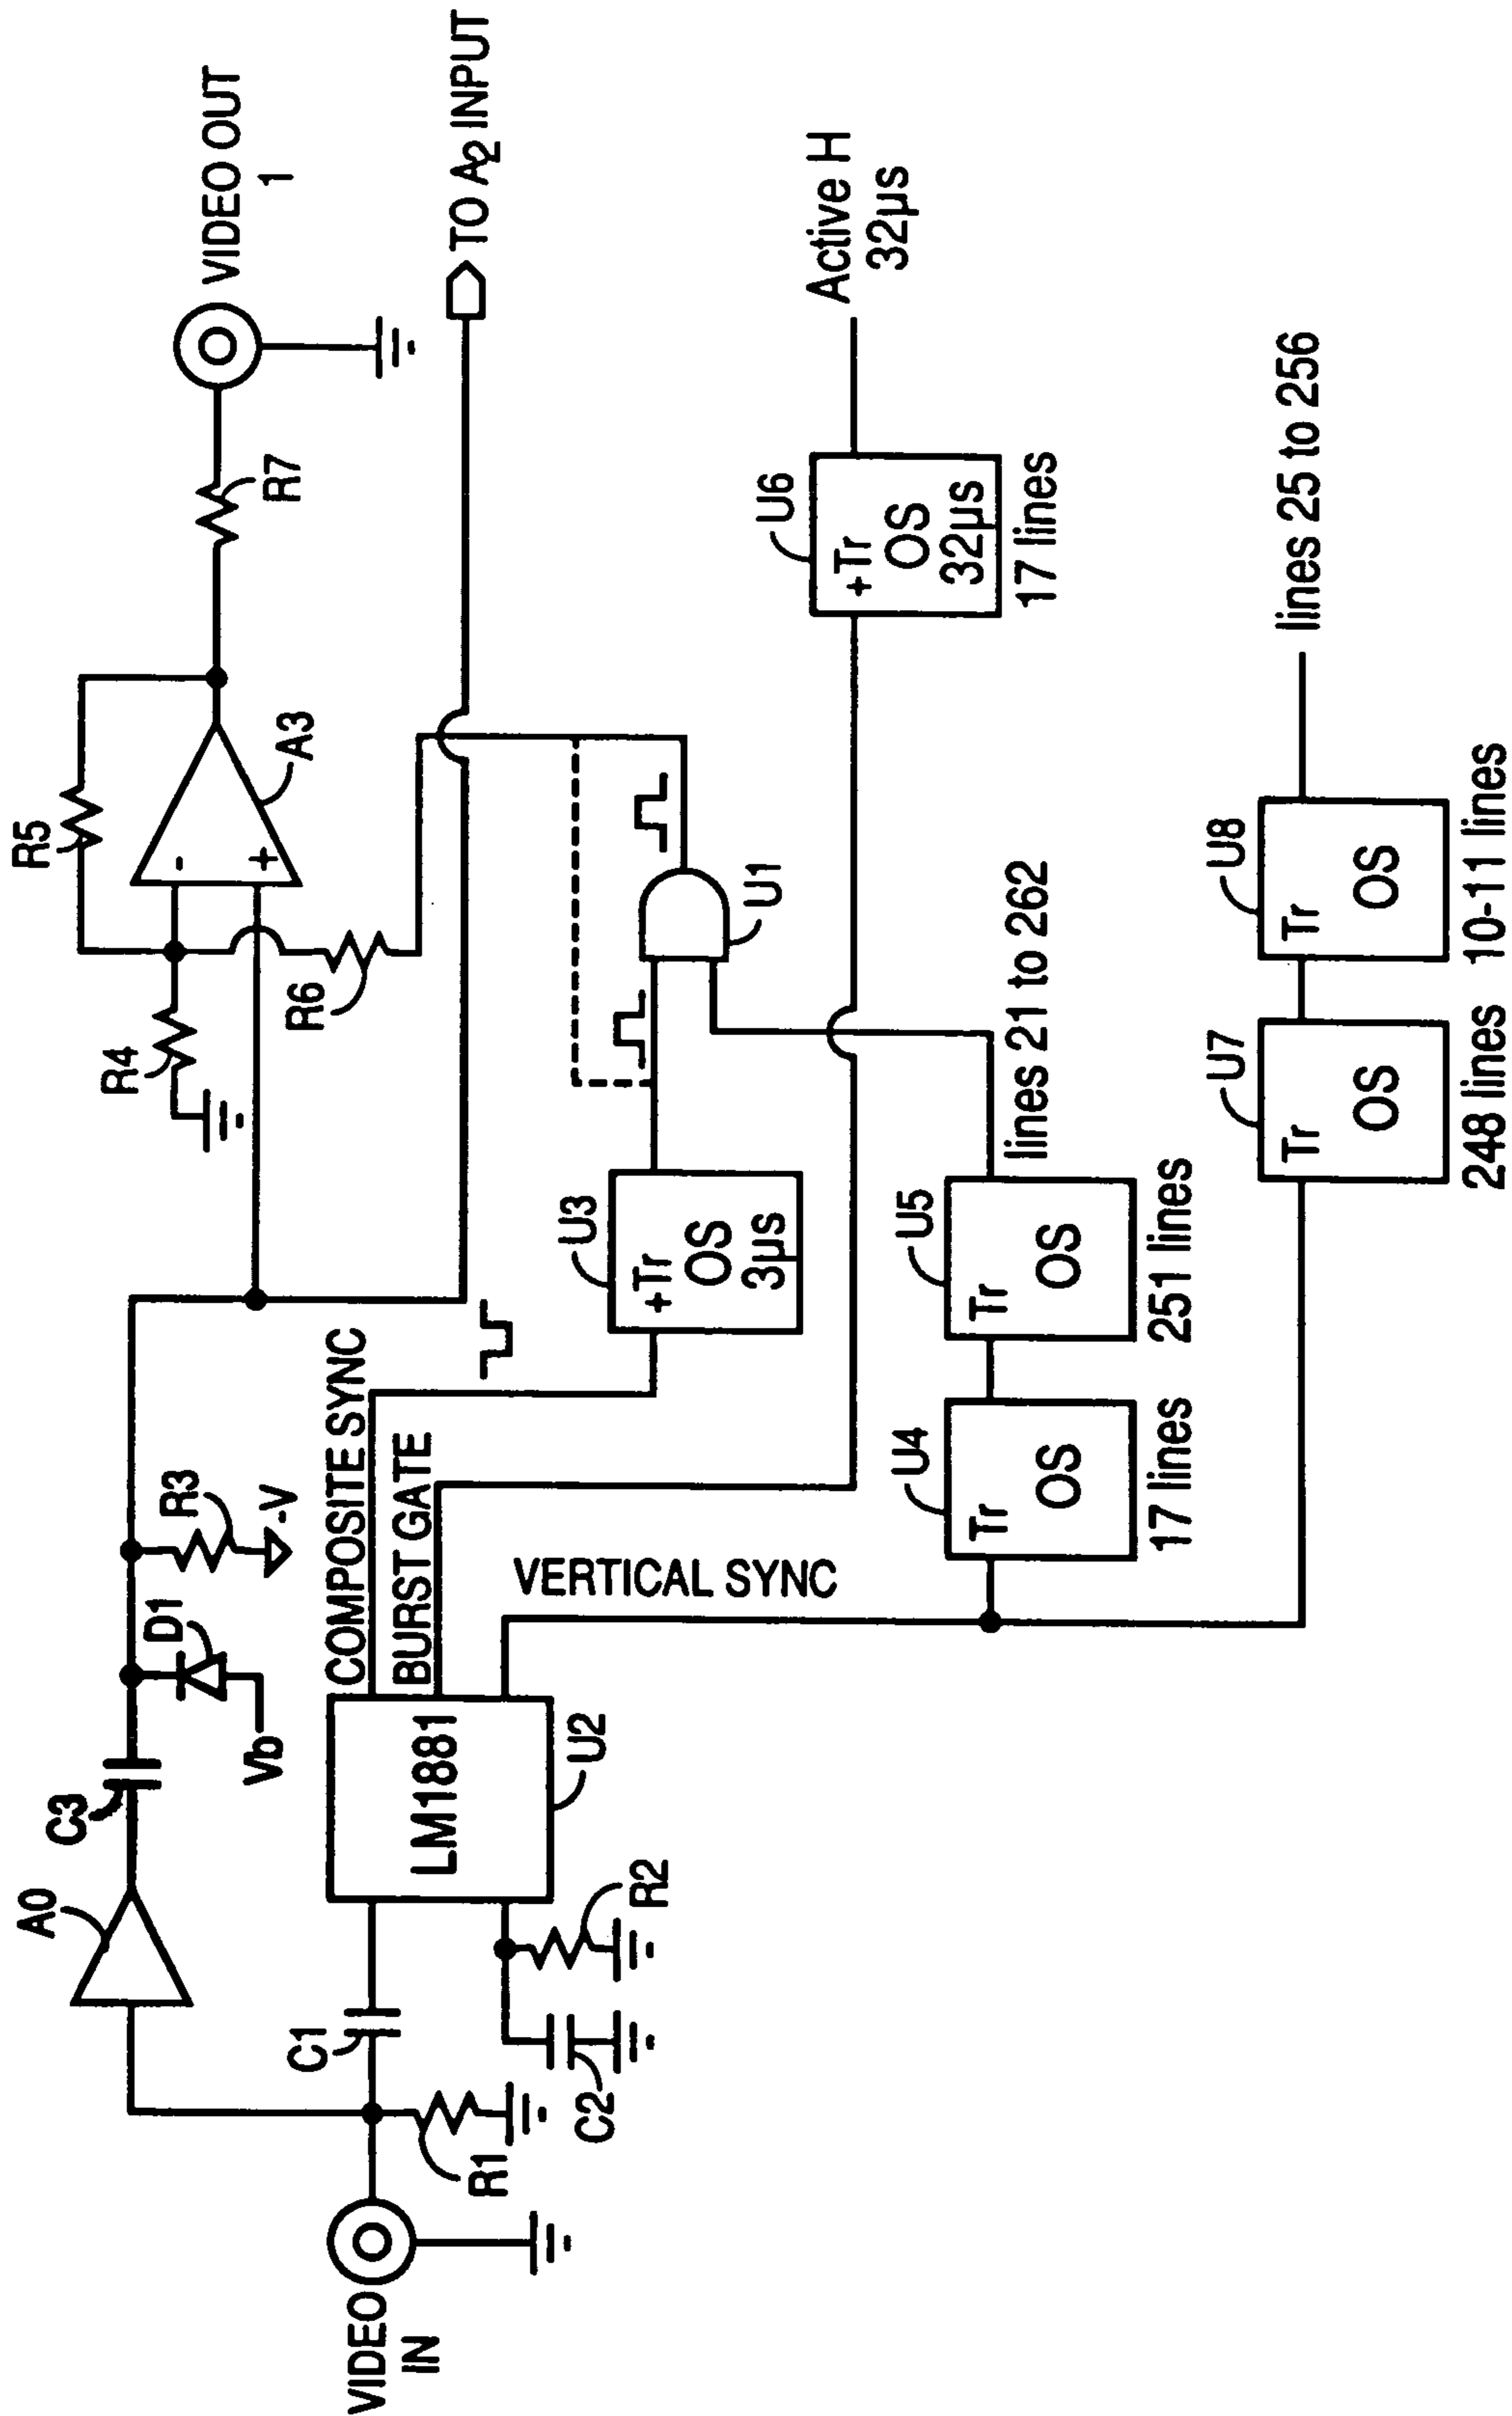 VIDEO
IN
R1
A0
C3
D1
Vb
R3
-V
C1
C2
R2
LM1881
U2
COMPOSITE SYNC
BURST GATE
VERTICAL SYNC
R4
R5
R6
-
+
A3
R7
VIDEO OUT
1
TO A2 INPUT
U3
+Tr
OS
3µs
U1
U4
Tr
OS
17 lines
U5
Tr
OS
251 lines
lines 21 to 262
U6
+Tr
OS
32µs
17 lines
Active H
32µs
U7
Tr
OS
248 lines
U8
Tr
OS
10-11 lines
lines 25 to 256